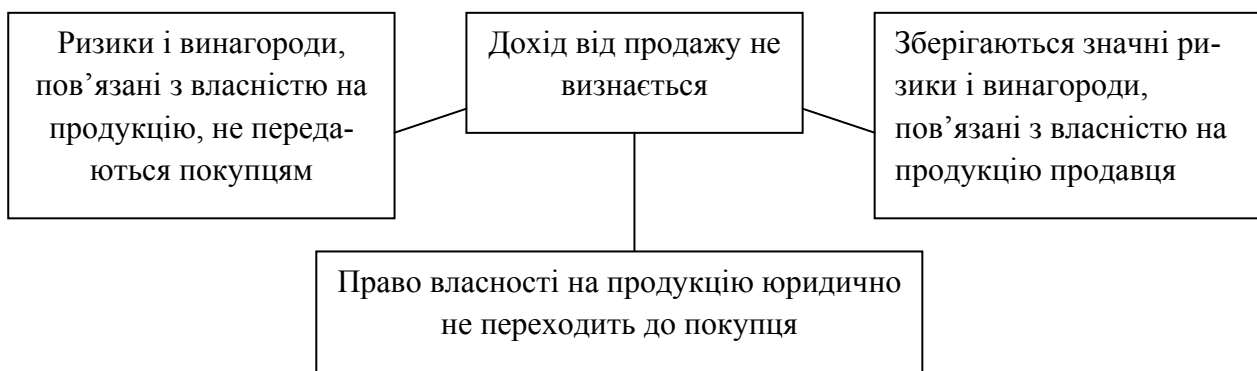 Ризики і винагороди,
пов’язані з власністю на
продукцію, не переда-
ються покупцям
Дохід від продажу не
визнається
Зберігаються значні ри-
зики і винагороди,
пов’язані з власністю на
продукцію продавця
Право власності на продукцію юридично
не переходить до покупця